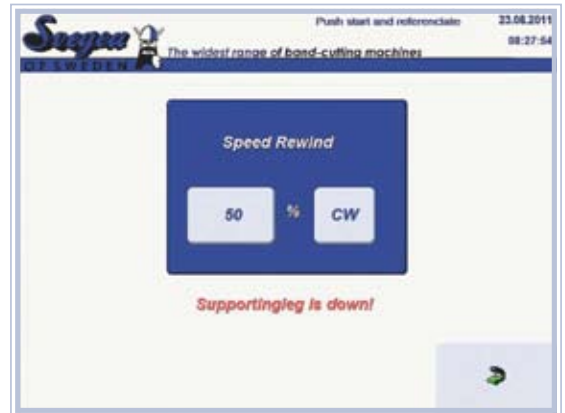 Push start and referenciate 23.08.2011
Svegea 08:27:54
The widest range of band-cutting machines
OF SWEDEN
Speed Rewind
50 % CW
Supportingleg is down!